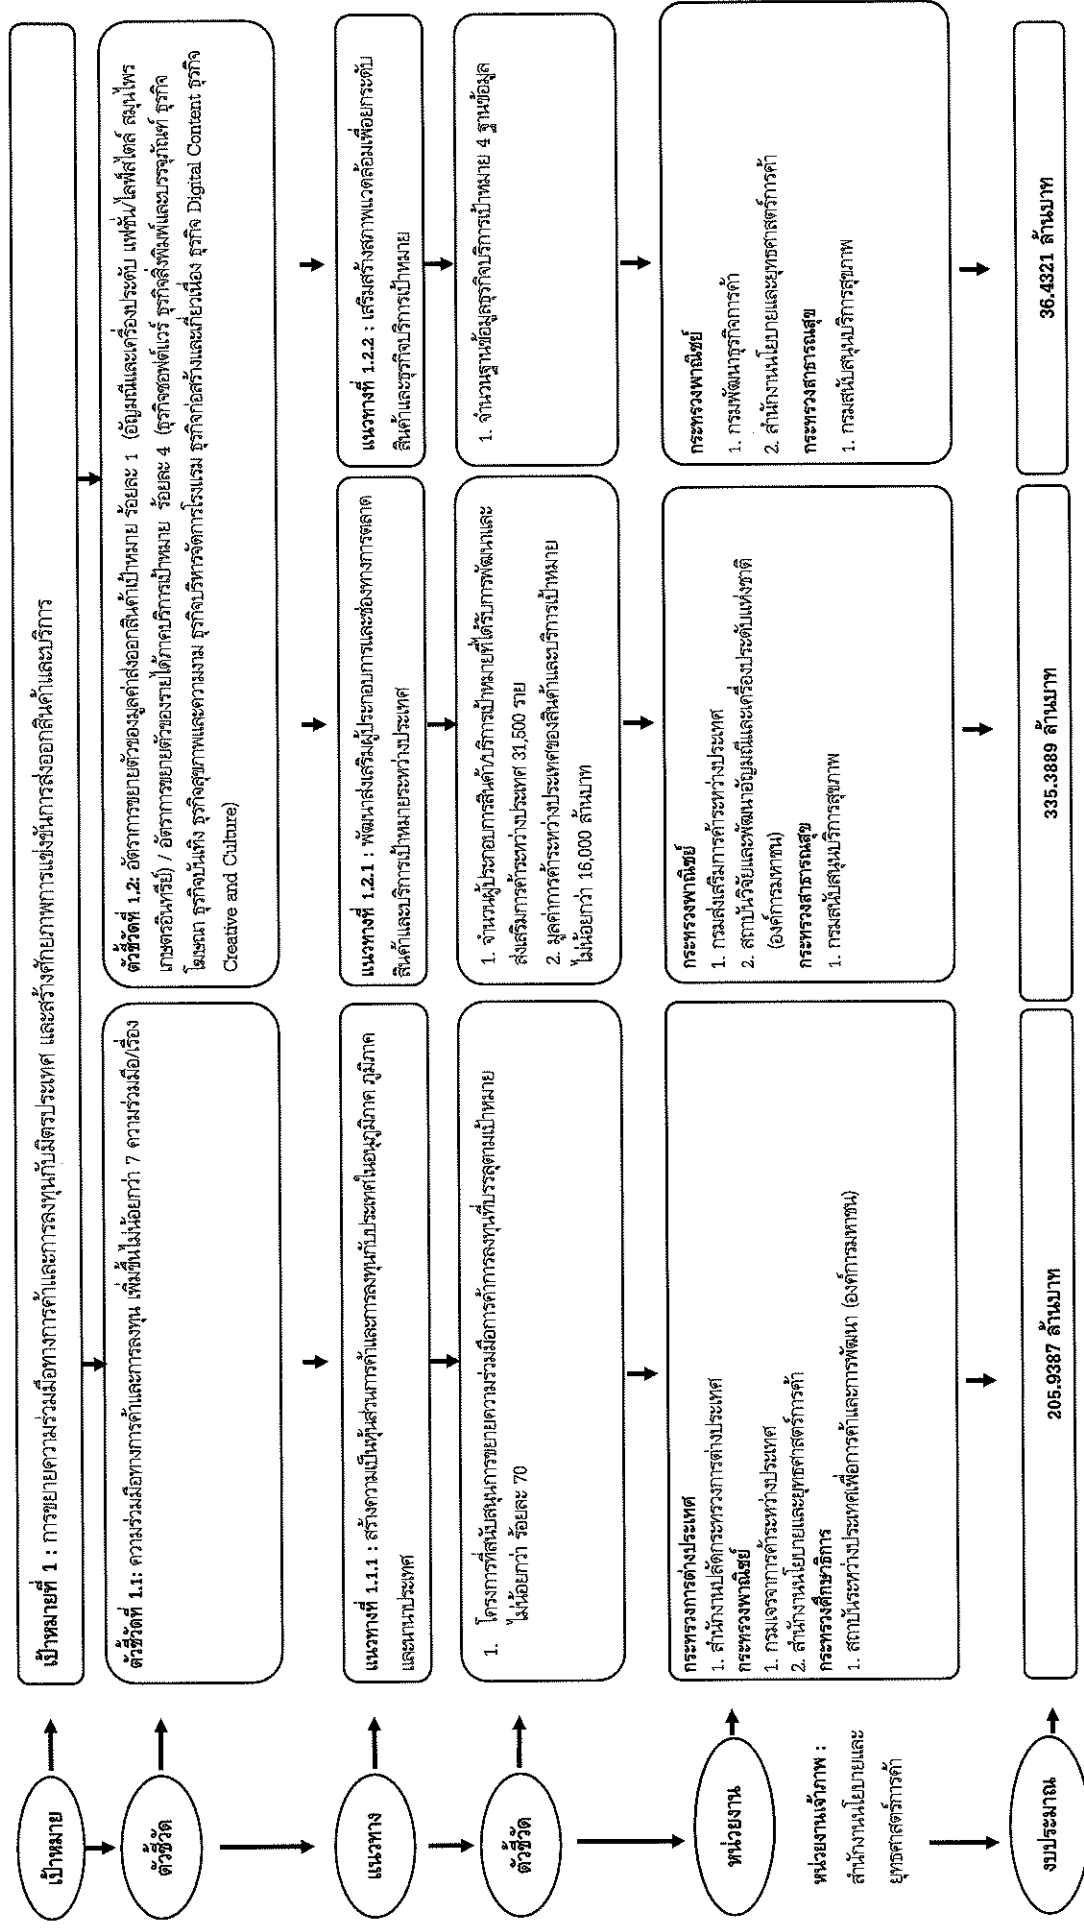 เป้าหมาย
เป้าหมายที่ 1 : การขยายความร่วมมือทางการค้าและการลงทุนกับมิตรประเทศ และสร้างศักยภาพการแข่งขันการส่งออกสินค้าและบริการ
ตัวชี้วัด
ตัวชี้วัดที่ 1.1: ความร่วมมือทางการค้าและการลงทุน เพิ่มขึ้นไม่น้อยกว่า 7 ความร่วมมือ/เรื่อง
ตัวชี้วัดที่ 1.2: อัตราการขยายตัวของมูลค่าส่งออกสินค้าเป้าหมาย ร้อยละ 1 (อัญมณีและเครื่องประดับ แฟชั่น/ไลฟ์สไตล์ สมุนไพร
เกษตรอินทรีย์) / อัตราการขยายตัวของรายได้ภาคบริการเป้าหมาย ร้อยละ 4 (ธุรกิจซอฟต์แวร์ ธุรกิจสิ่งพิมพ์และบรรจุภัณฑ์ ธุรกิจ
โฆษณา ธุรกิจบันเทิง ธุรกิจสุขภาพและความงาม ธุรกิจบริหารจัดการโรงแรม ธุรกิจก่อสร้างและเกี่ยวเนื่อง ธุรกิจ Digital Content ธุรกิจ
Creative and Culture)
แนวทาง
แนวทางที่ 1.1.1 : สร้างความเป็นหุ้นส่วนการค้าและการลงทุนกับประเทศในอนุภูมิภาค ภูมิภาค
และนานาประเทศ
แนวทางที่ 1.2.1 : พัฒนาส่งเสริมผู้ประกอบการและช่องทางการตลาด
สินค้าและบริการเป้าหมายระหว่างประเทศ
แนวทางที่ 1.2.2 : เสริมสร้างสภาพแวดล้อมเพื่อยกระดับ
สินค้าและธุรกิจบริการเป้าหมาย
ตัวชี้วัด
1. โครงการที่สนับสนุนการขยายความร่วมมือการค้าการลงทุนที่บรรลุตามเป้าหมาย
ไม่น้อยกว่า ร้อยละ 70
1. จำนวนผู้ประกอบการสินค้า/บริการเป้าหมายที่ได้รับการพัฒนาและ
ส่งเสริมการค้าระหว่างประเทศ 31,500 ราย
2. มูลค่าการค้าระหว่างประเทศของสินค้าและบริการเป้าหมาย
ไม่น้อยกว่า 16,000 ล้านบาท
1. จำนวนฐานข้อมูลธุรกิจบริการเป้าหมาย 4 ฐานข้อมูล
หน่วยงาน
หน่วยงานเจ้าภาพ :
สำนักงานนโยบายและ
ยุทธศาสตร์การค้า
กระทรวงการต่างประเทศ
1. สำนักงานปลัดกระทรวงการต่างประเทศ
กระทรวงพาณิชย์
1. กรมเจรจาการค้าระหว่างประเทศ
2. สำนักงานนโยบายและยุทธศาสตร์การค้า
กระทรวงศึกษาธิการ
1. สถาบันระหว่างประเทศเพื่อการค้าและการพัฒนา (องค์การมหาชน)
กระทรวงพาณิชย์
1. กรมส่งเสริมการค้าระหว่างประเทศ
2. สถาบันวิจัยและพัฒนาอัญมณีและเครื่องประดับแห่งชาติ
(องค์การมหาชน)
กระทรวงสาธารณสุข
1. กรมสนับสนุนบริการสุขภาพ
กระทรวงพาณิชย์
1. กรมพัฒนาธุรกิจการค้า
2. สำนักงานนโยบายและยุทธศาสตร์การค้า
กระทรวงสาธารณสุข
1. กรมสนับสนุนบริการสุขภาพ
งบประมาณ
205.9387 ล้านบาท
335.3889 ล้านบาท
36.4321 ล้านบาท